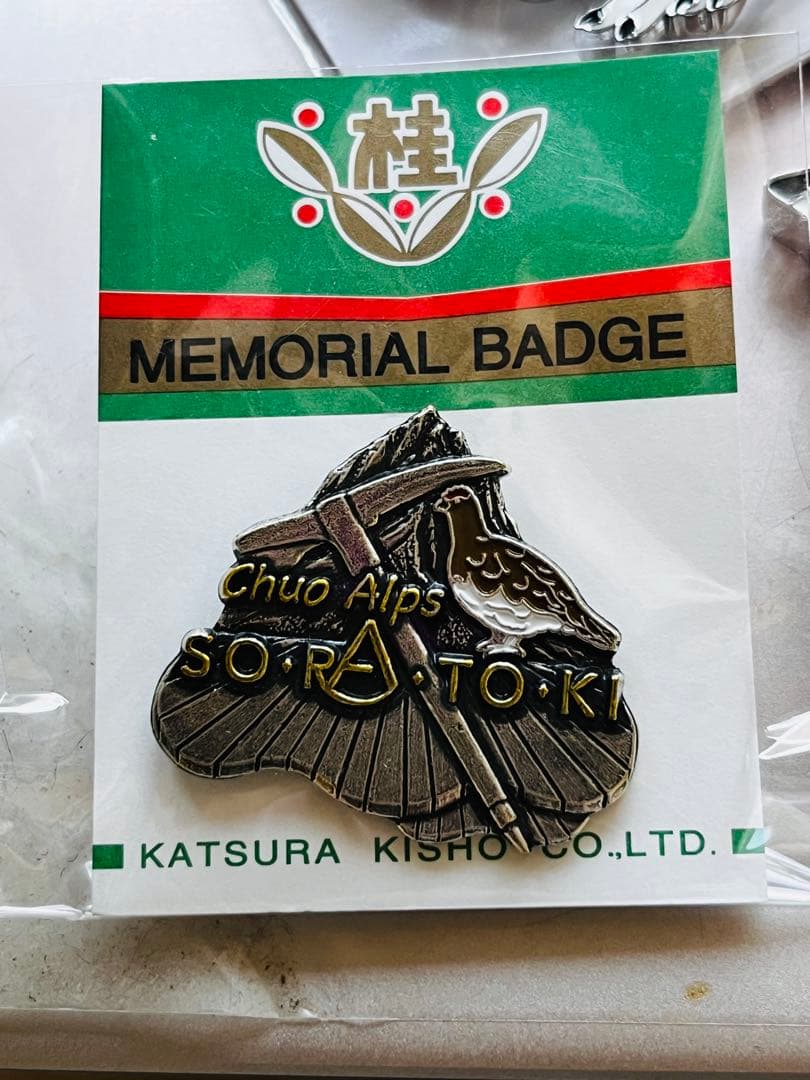 桂
MEMORIAL BADGE
Chuo Alps
SO・RA・TO・KI
KATSURA KISHO CO.,LTD.